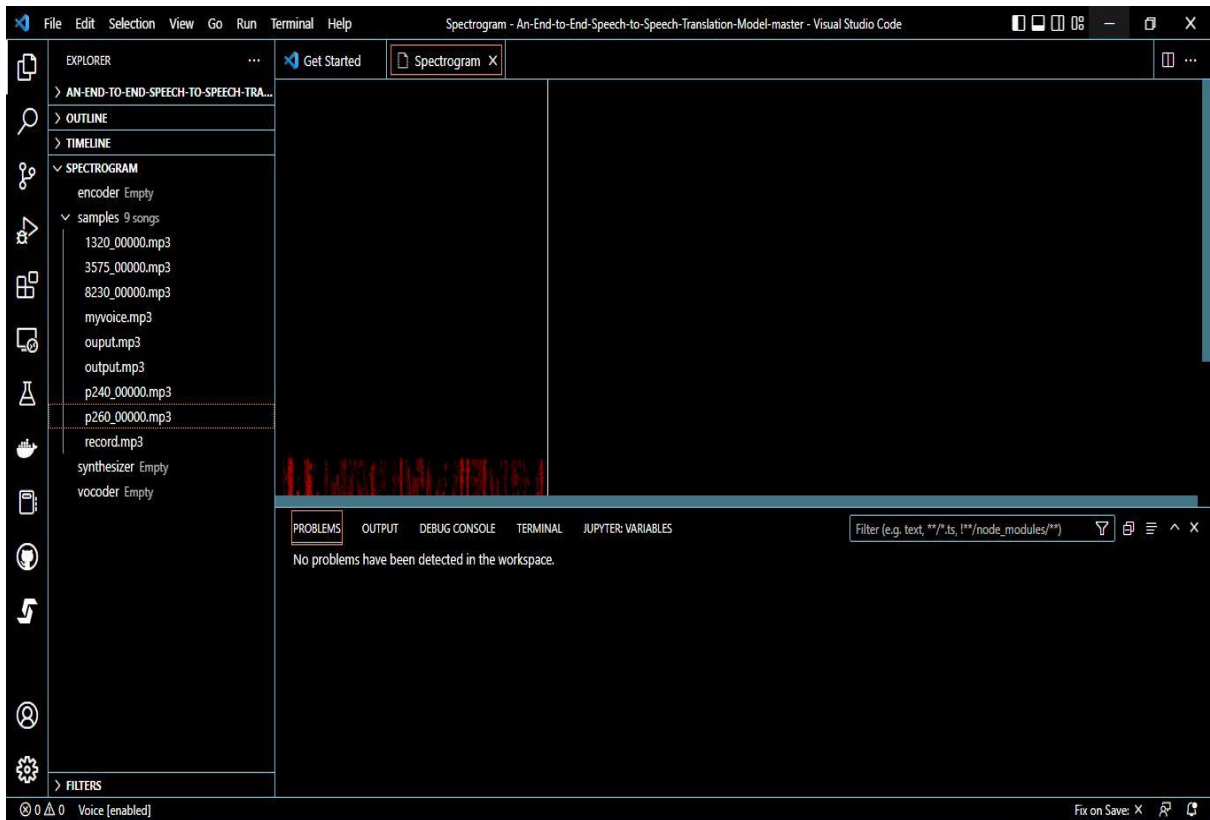 File Edit Selection View Go Run Terminal Help Spectrogram - An-End-to-End-Speech-to-Speech-Translation-Model-master - Visual Studio Code
EXPLORER ...
Get Started Spectrogram
AN-END-TO-END-SPEECH-TO-SPEECH-TRA...
OUTLINE
TIMELINE
SPECTROGRAM
encoder Empty
samples 9 songs
1320_00000.mp3
3575_00000.mp3
8230_00000.mp3
myvoice.mp3
ouput.mp3
output.mp3
p240_00000.mp3
p260_00000.mp3
record.mp3
synthesizer Empty
vocoder Empty
FILTERS
PROBLEMS OUTPUT DEBUG CONSOLE TERMINAL JUPYTER: VARIABLES Filter (e.g. text, **/*.ts, !**/node_modules/**)
No problems have been detected in the workspace.
0 0 Voice [enabled] Fix on Save: X